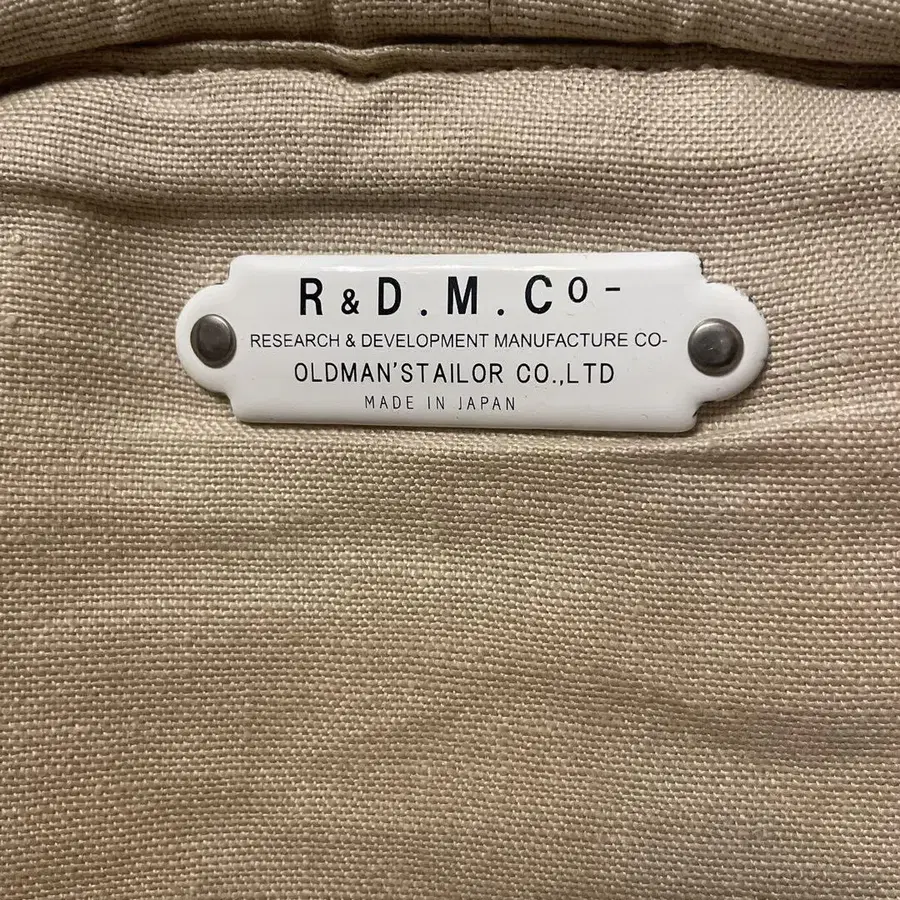 R & D . M . Co -
RESEARCH & DEVELOPMENT MANUFACTURE CO-
OLDMAN'STAILOR CO.,LTD
MADE IN JAPAN